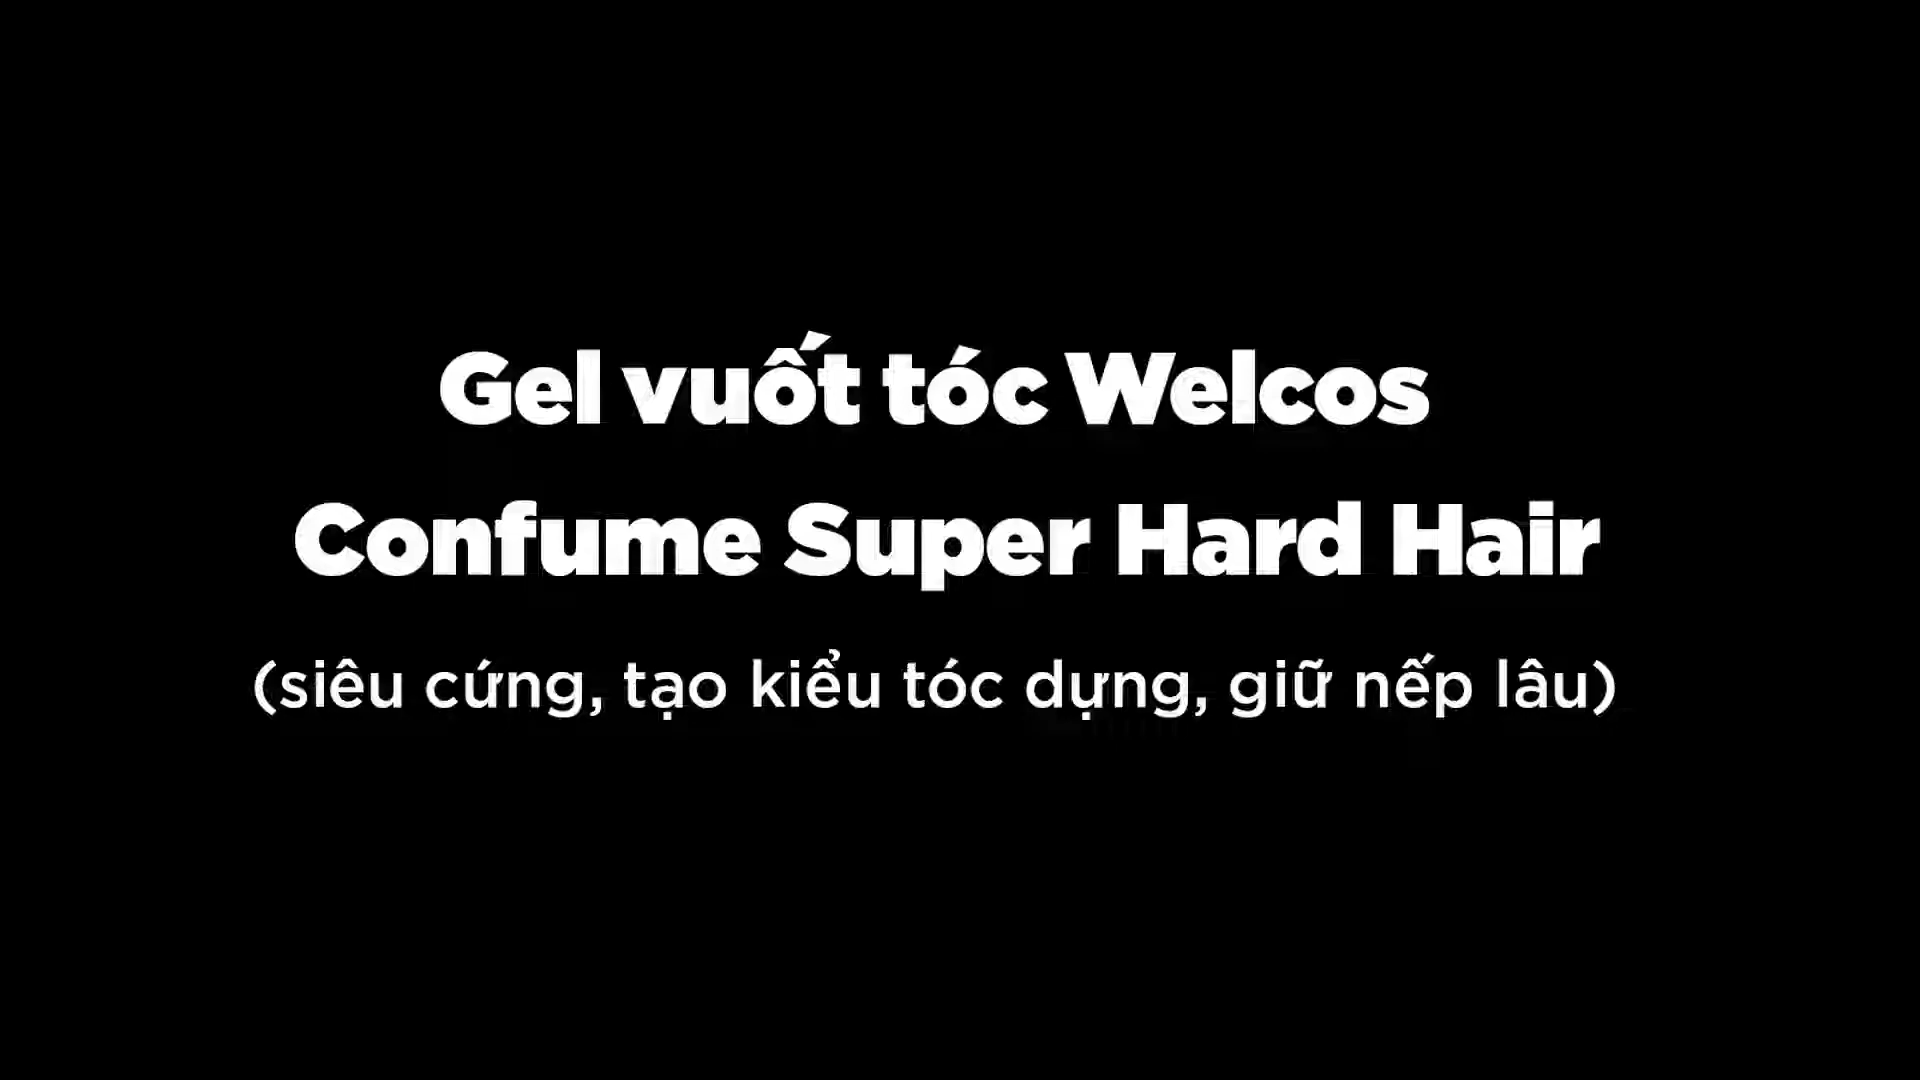 Gel vuốt tóc Welcos
Confume Super Hard Hair
(siêu cứng, tạo kiểu tóc dựng, giữ nếp lâu)